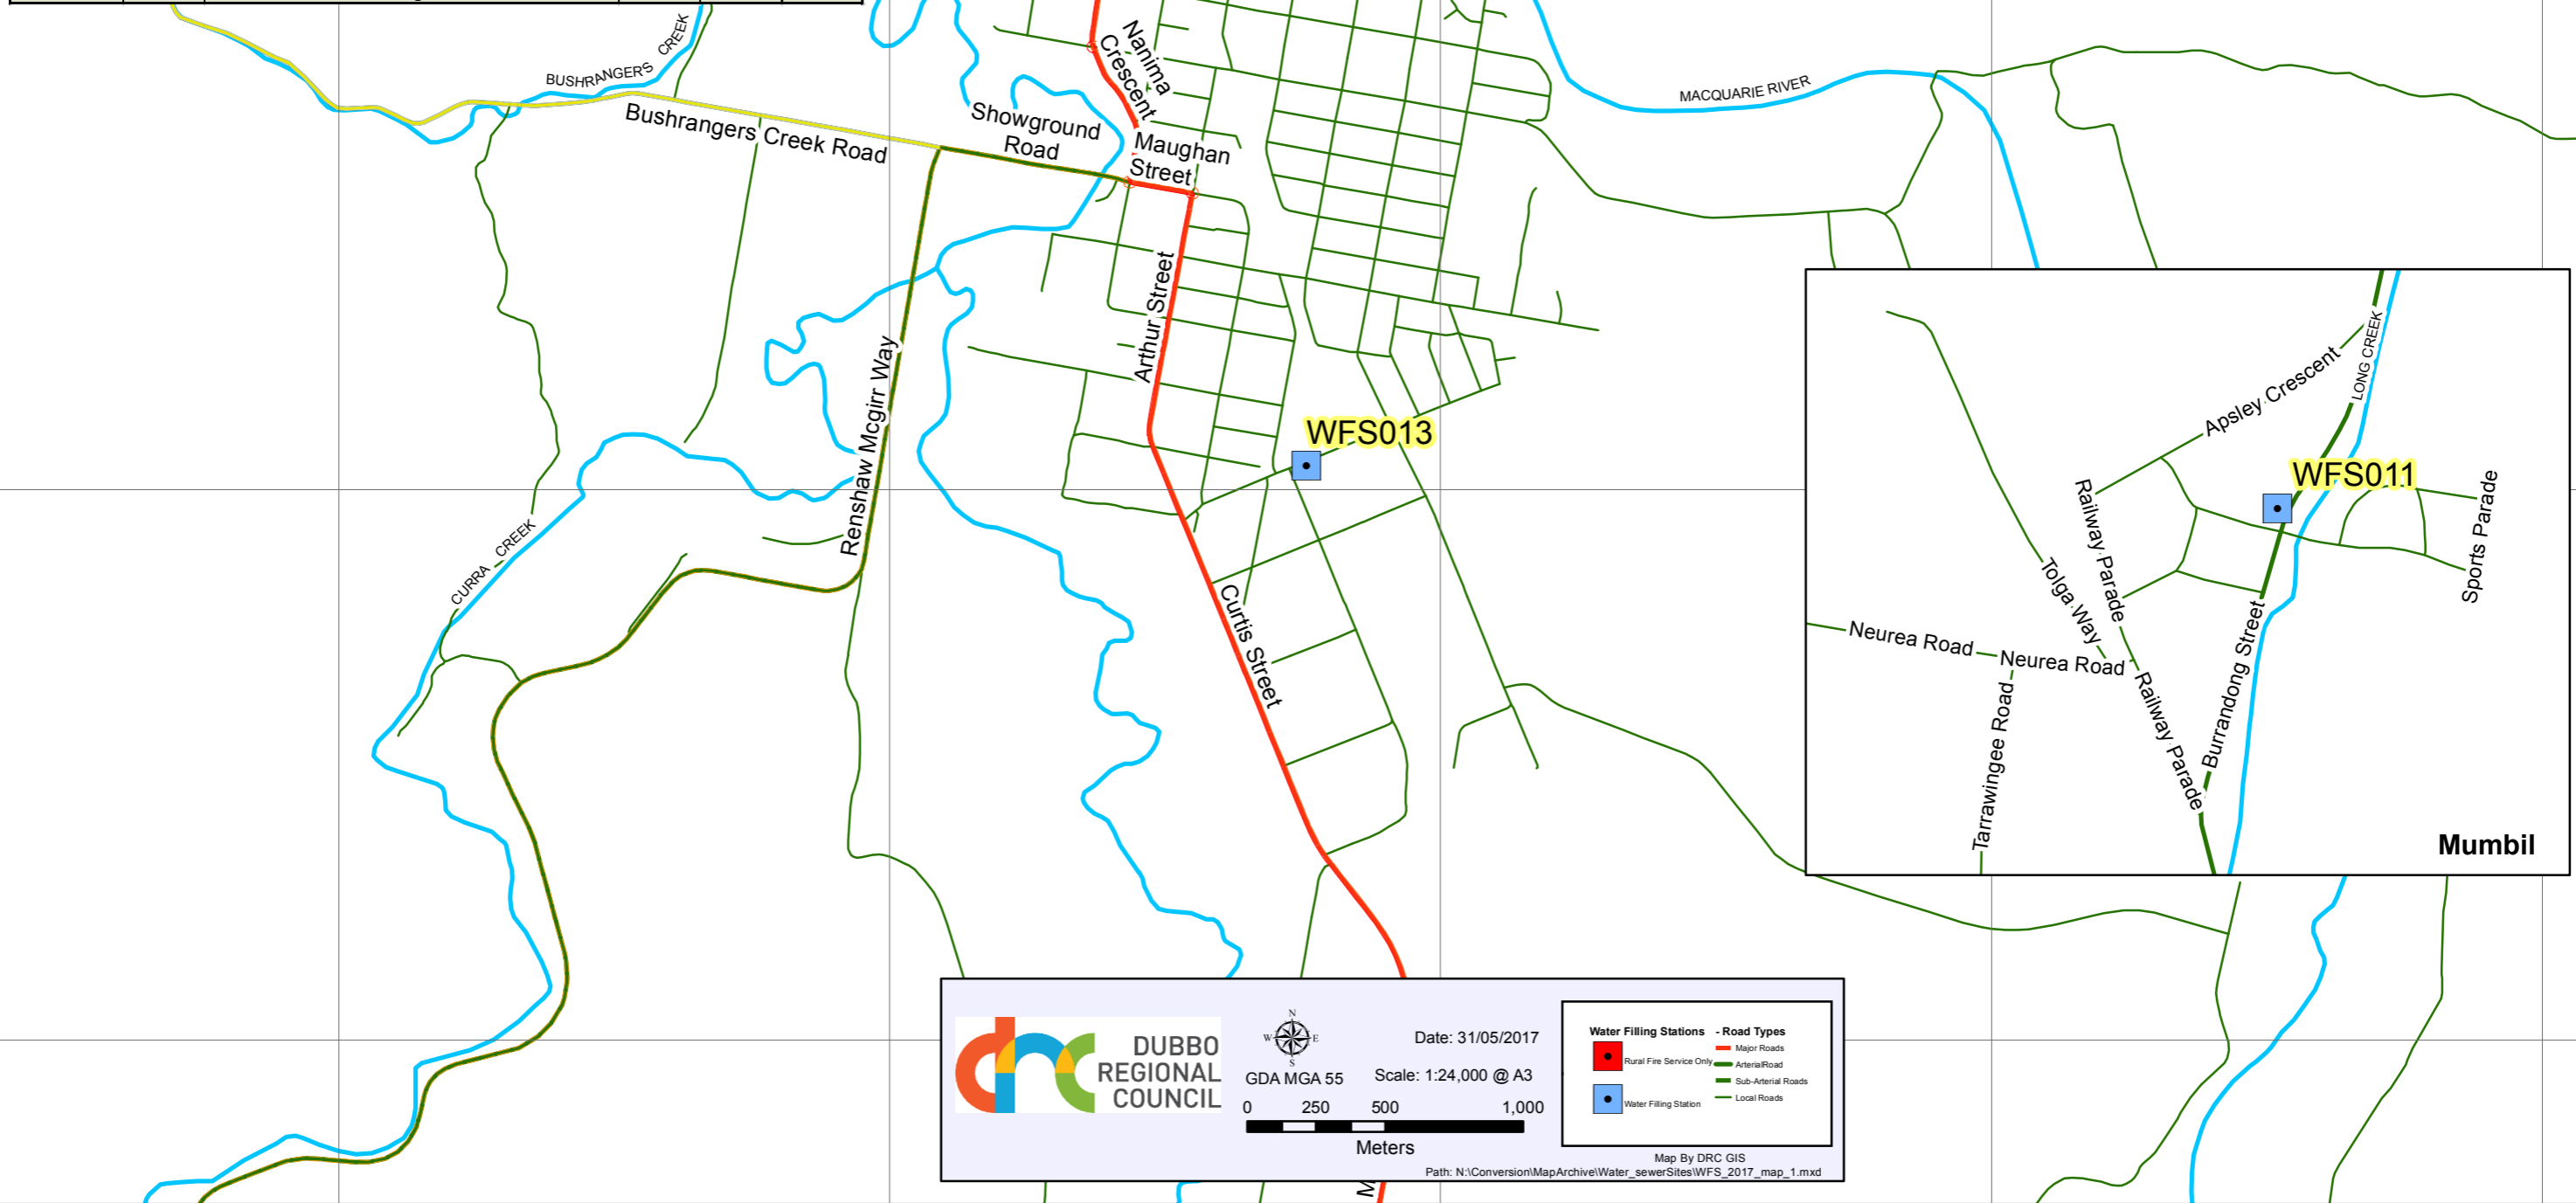 BUSHRANGERS CREEK
Nanima
Crescent
MACQUARIE RIVER
Bushrangers Creek Road
Showground
Road
Maughan
Street
Arthur Street
Renshaw Mcgirr Way
WFS013
CURRA CREEK
Curtis Street
LONG CREEK
Apsley Crescent
WFS011
Railway Parade
Sports Parade
Tolga Way
Neurea Road
Neurea Road
Burrandong Street
Railway Parade
Tarrawingee Road
Mumbil
DUBBO
REGIONAL
COUNCIL
N
W E
S
GDA MGA 55
Date: 31/05/2017
Scale: 1:24,000 @ A3
0 250 500 1,000
Meters
Water Filling Stations - Road Types
Rural Fire Service Only
Water Filling Station
Major Roads
ArterialRoad
Sub-Arterial Roads
Local Roads
Map By DRC GIS
Path: N:\Conversion\MapArchive\Water_sewerSites\WFS_2017_map_1.mxd